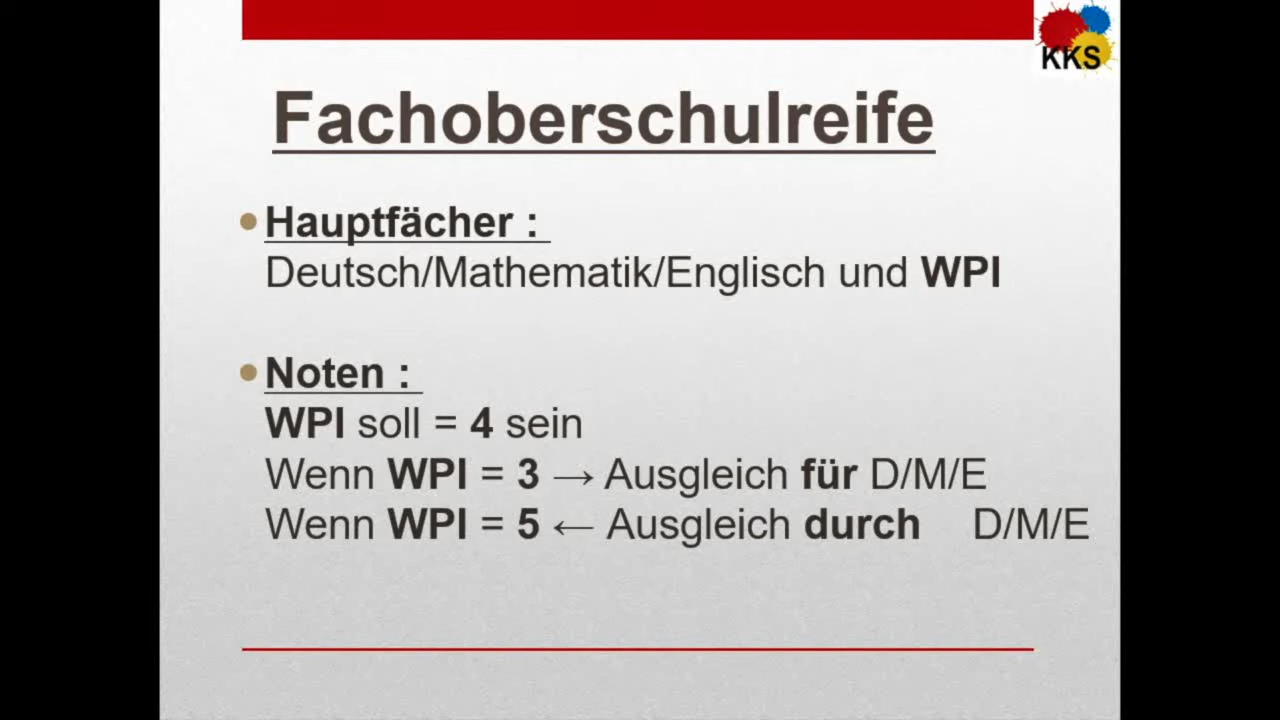 KKS
Fachoberschulreife
Hauptfächer :
Deutsch/Mathematik/Englisch und WPI
Noten :
WPI soll = 4 sein
Wenn WPI = 3 → Ausgleich für D/M/E
Wenn WPI = 5 ← Ausgleich durch D/M/E